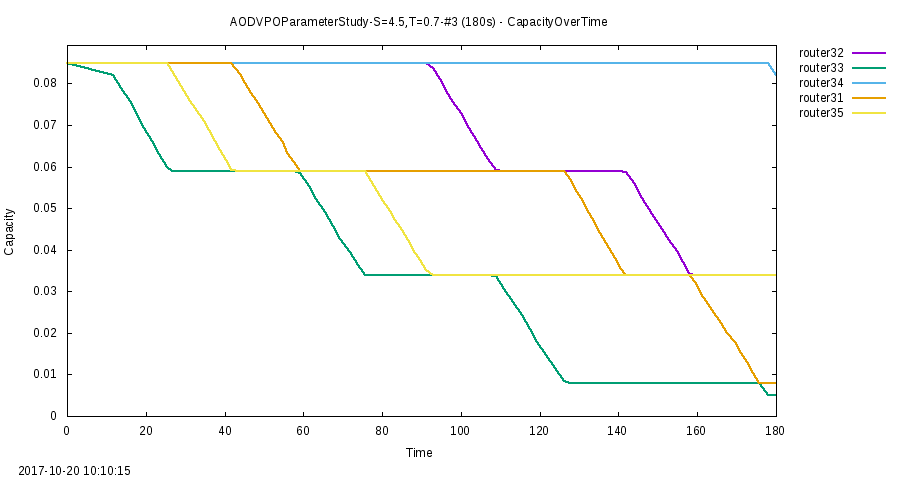 AODVPOParameterStudy-S=4.5,T=0.7-#3 (180s) - CapacityOverTime
router32
router33
router34
router31
router35
0.08
0.07
0.06
0.05
0.04
0.03
0.02
0.01
0
Capacity
0 20 40 60 80 100 120 140 160 180
Time
2017-10-20 10:10:15